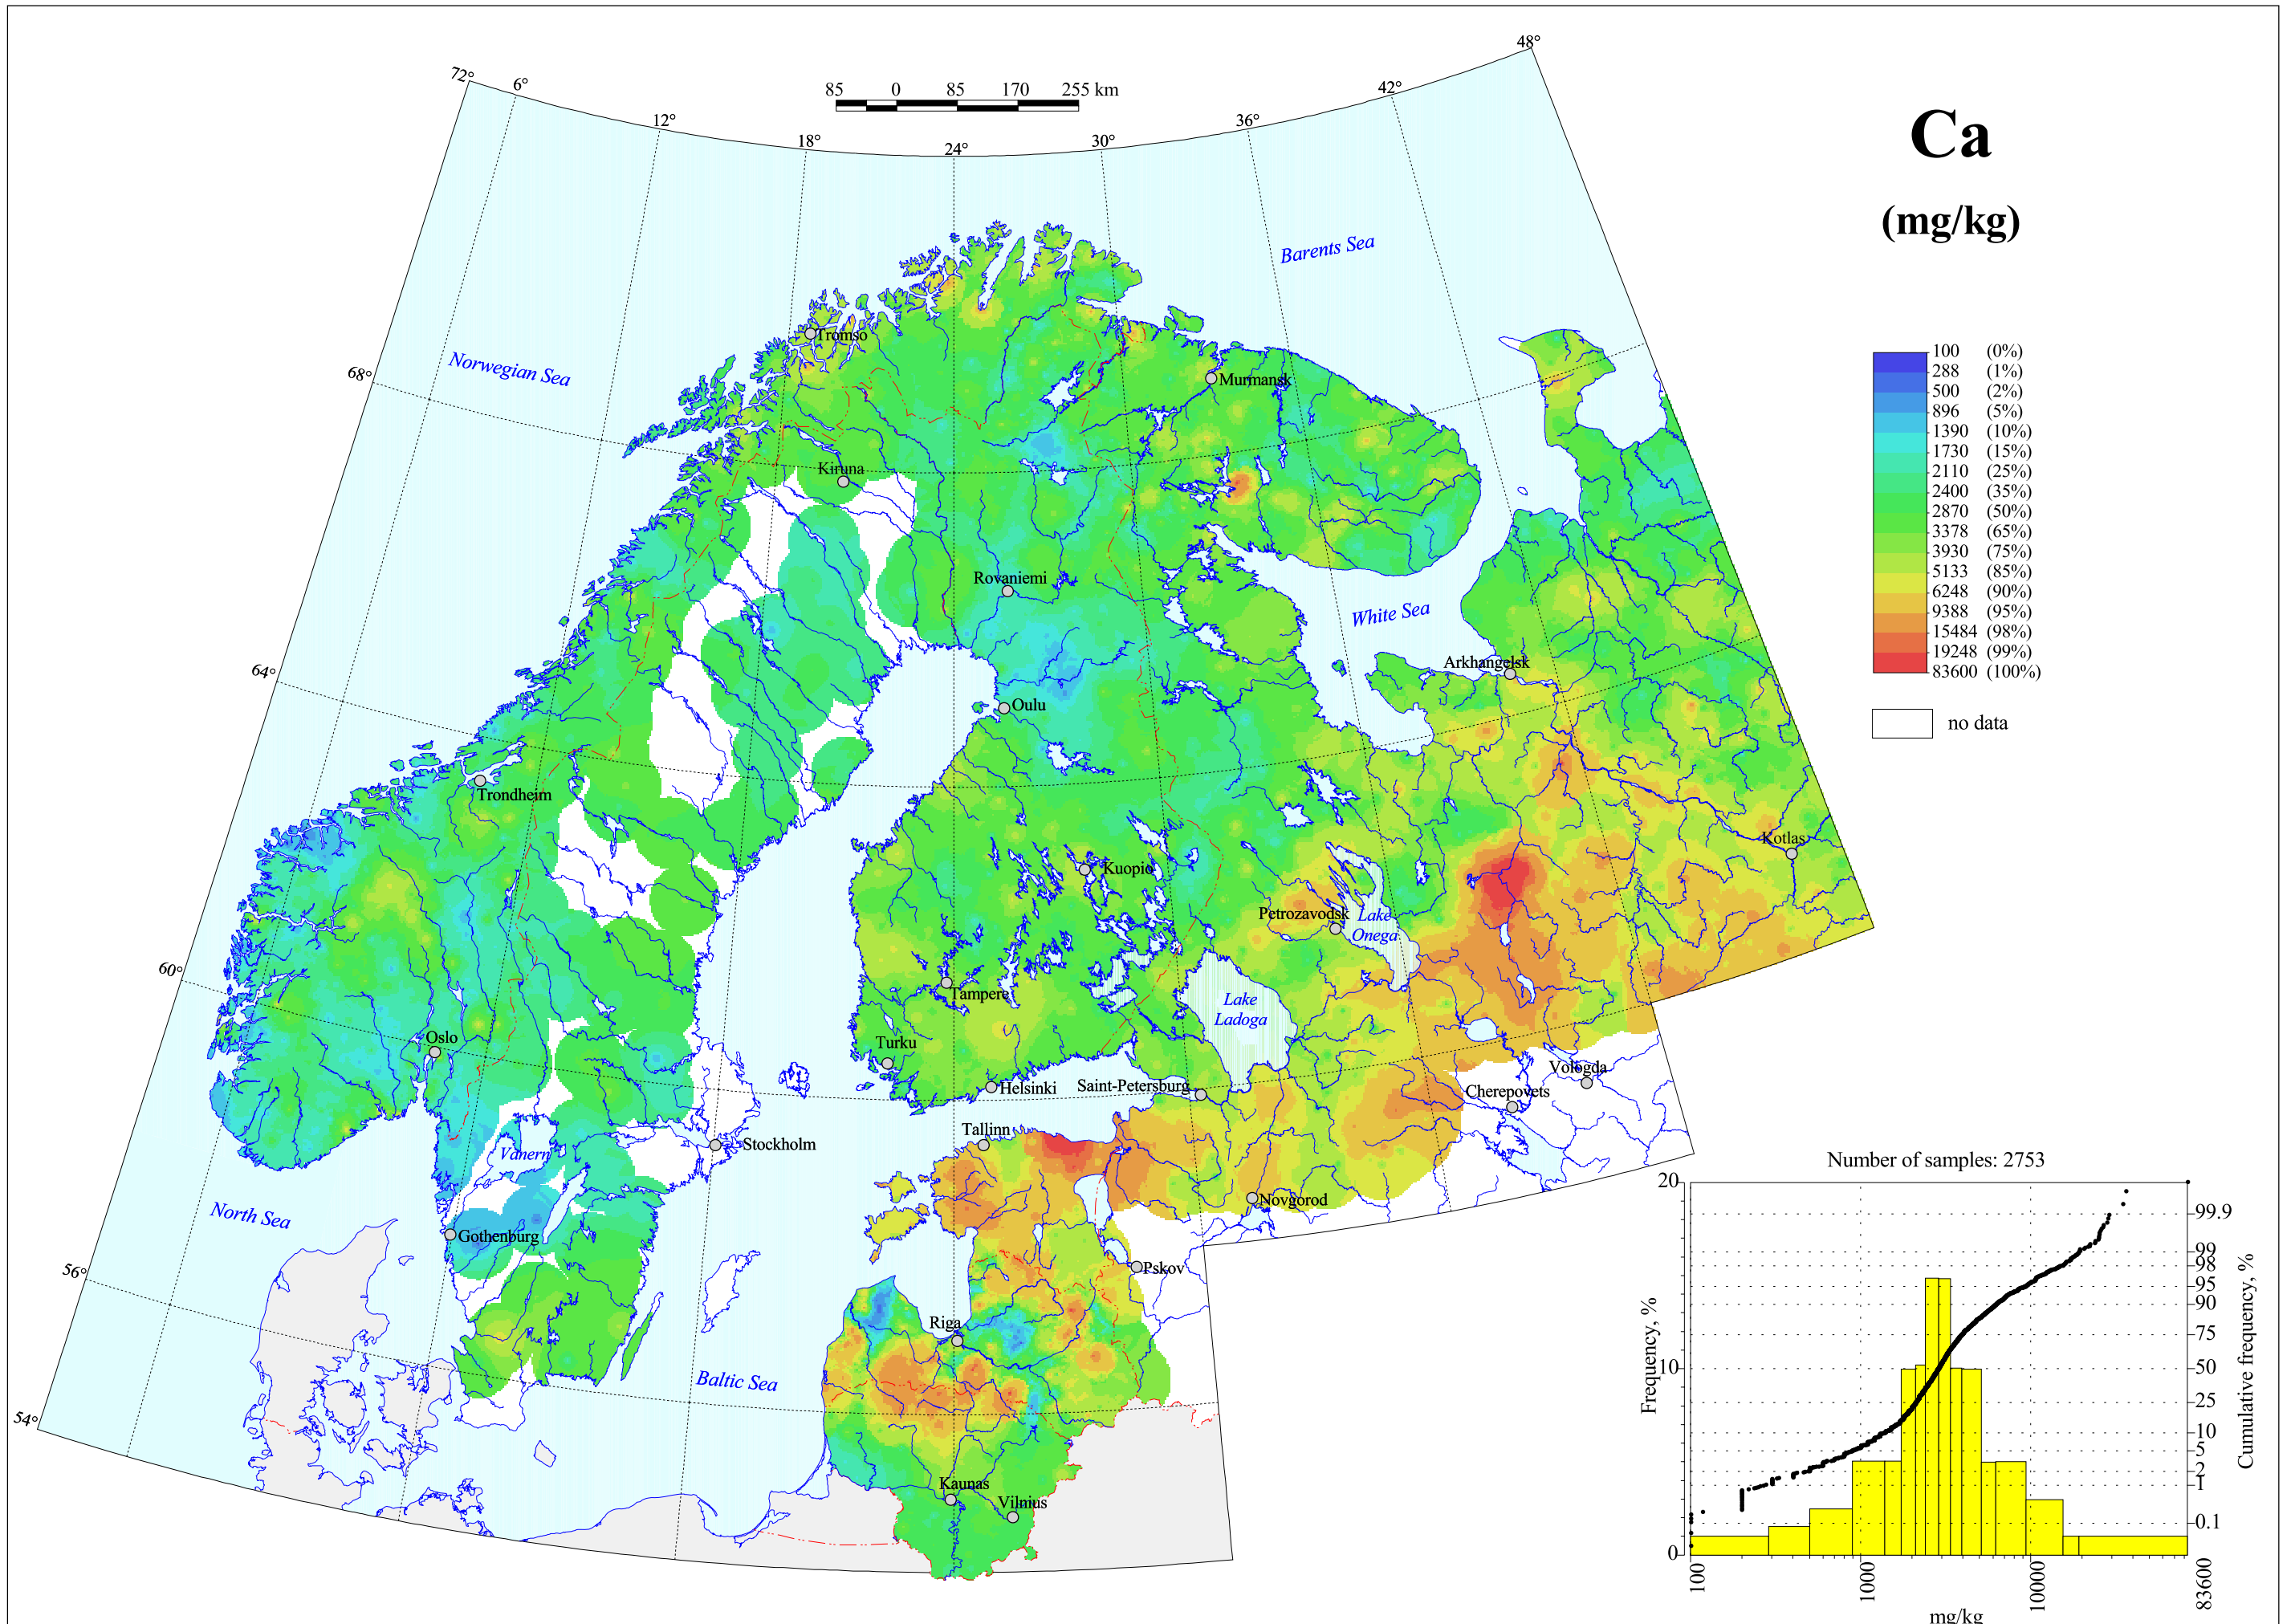 Ca
(mg/kg)
85 0 85 170 255 km
72° 6° 12° 18° 24° 30° 36° 42° 48°
68°
64°
60°
56°
54°
Barents Sea
Norwegian Sea
Tromso
Murmansk
Kiruna
Rovaniemi
White Sea
Arkhangelsk
Oulu
Trondheim
Kotlas
Kuopio
Petrozavodsk
Lake
Onega
Tampere
Lake
Ladoga
Oslo
Turku
Helsinki
Saint-Petersburg
Vologda
Cherepovets
Tallinn
Stockholm
Vanern
Novgorod
North Sea
Gothenburg
Pskov
Riga
Baltic Sea
Kaunas
Vilnius
100 (0%)
288 (1%)
500 (2%)
896 (5%)
1390 (10%)
1730 (15%)
2110 (25%)
2400 (35%)
2870 (50%)
3378 (65%)
3930 (75%)
5133 (85%)
6248 (90%)
9388 (95%)
15484 (98%)
19248 (99%)
83600 (100%)
no data
Number of samples: 2753
Frequency, %
20
10
0
Cumulative frequency, %
99.9
99
98
95
90
75
50
25
10
5
2
1
0.1
100 1000 10000 83600
mg/kg